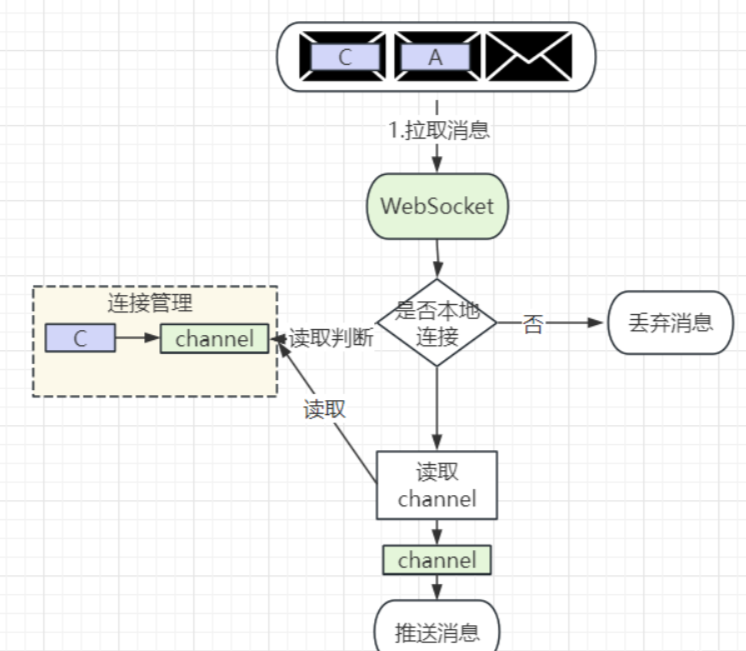 C
A
1.拉取消息
WebSocket
连接管理
C
channel
读取判断
是否本地
连接
否
丢弃消息
读取
读取
channel
channel
推送消息